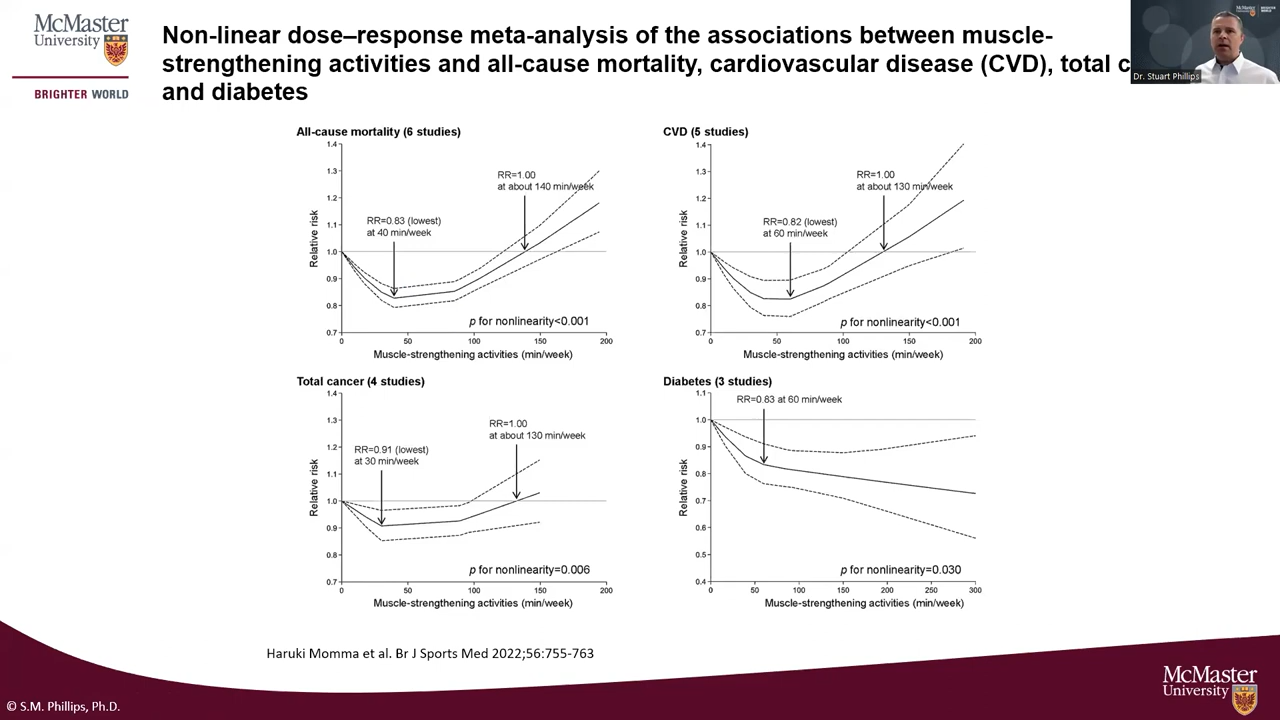 McMaster
University
BRIGHTER WORLD
Non-linear dose–response meta-analysis of the associations between muscle-
strengthening activities and all-cause mortality, cardiovascular disease (CVD), total c
and diabetes
McMaster University
BRIGHTER WORLD
Dr. Stuart Phillips
All-cause mortality (6 studies)
1.4
1.3
1.2
1.1
1.0
0.9
0.8
0.7
Relative risk
RR=0.83 (lowest)
at 40 min/week
RR=1.00
at about 140 min/week
p for nonlinearity<0.001
0 50 100 150 200
Muscle-strengthening activities (min/week)
CVD (5 studies)
1.4
1.3
1.2
1.1
1.0
0.9
0.8
0.7
Relative risk
RR=0.82 (lowest)
at 60 min/week
RR=1.00
at about 130 min/week
p for nonlinearity<0.001
0 50 100 150 200
Muscle-strengthening activities (min/week)
Total cancer (4 studies)
1.4
1.3
1.2
1.1
1.0
0.9
0.8
0.7
Relative risk
RR=0.91 (lowest)
at 30 min/week
RR=1.00
at about 130 min/week
p for nonlinearity=0.006
0 50 100 150 200
Muscle-strengthening activities (min/week)
Diabetes (3 studies)
1.1
1.0
0.9
0.8
0.7
0.6
0.5
0.4
Relative risk
RR=0.83 at 60 min/week
p for nonlinearity=0.030
0 50 100 150 200 250 300
Muscle-strengthening activities (min/week)
Haruki Momma et al. Br J Sports Med 2022;56:755-763
McMaster
University
© S.M. Phillips, Ph.D.